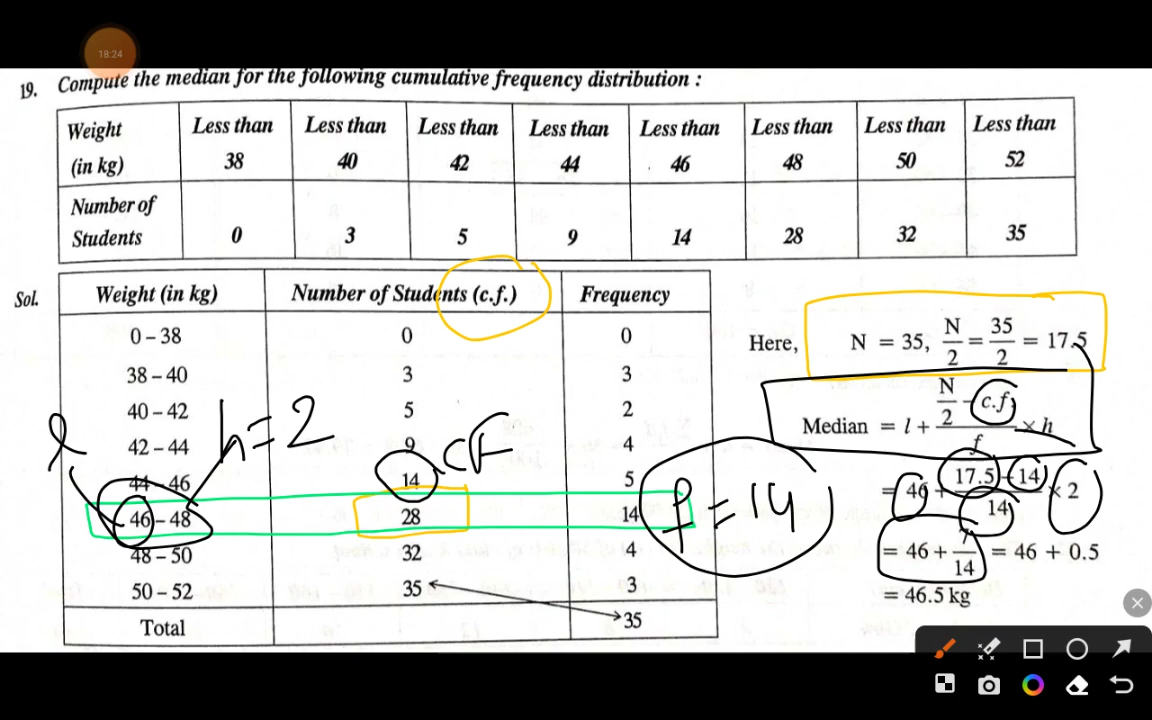 18:24
19. Compute the median for the following cumulative frequency distribution :
Weight (in kg) Less than 38 Less than 40 Less than 42 Less than 44 Less than 46 Less than 48 Less than 50 Less than 52
Number of Students 0 3 5 9 14 28 32 35
Sol. Weight (in kg) Number of Students (c.f.) Frequency
0 – 38 0 0
38 – 40 3 3
40 – 42 5 2
42 – 44 9 4
44 – 46 14 5
46 – 48 28 14
48 – 50 32 4
50 – 52 35 3
Total 35
l
h = 2
CF
f = 14
Here, N = 35, N/2 = 35/2 = 17.5
Median = l + (N/2 – c.f)/f × h
= 46 + (17.5 – 14)/14 × 2
= 46 + 7/14 = 46 + 0.5
= 46.5 kg